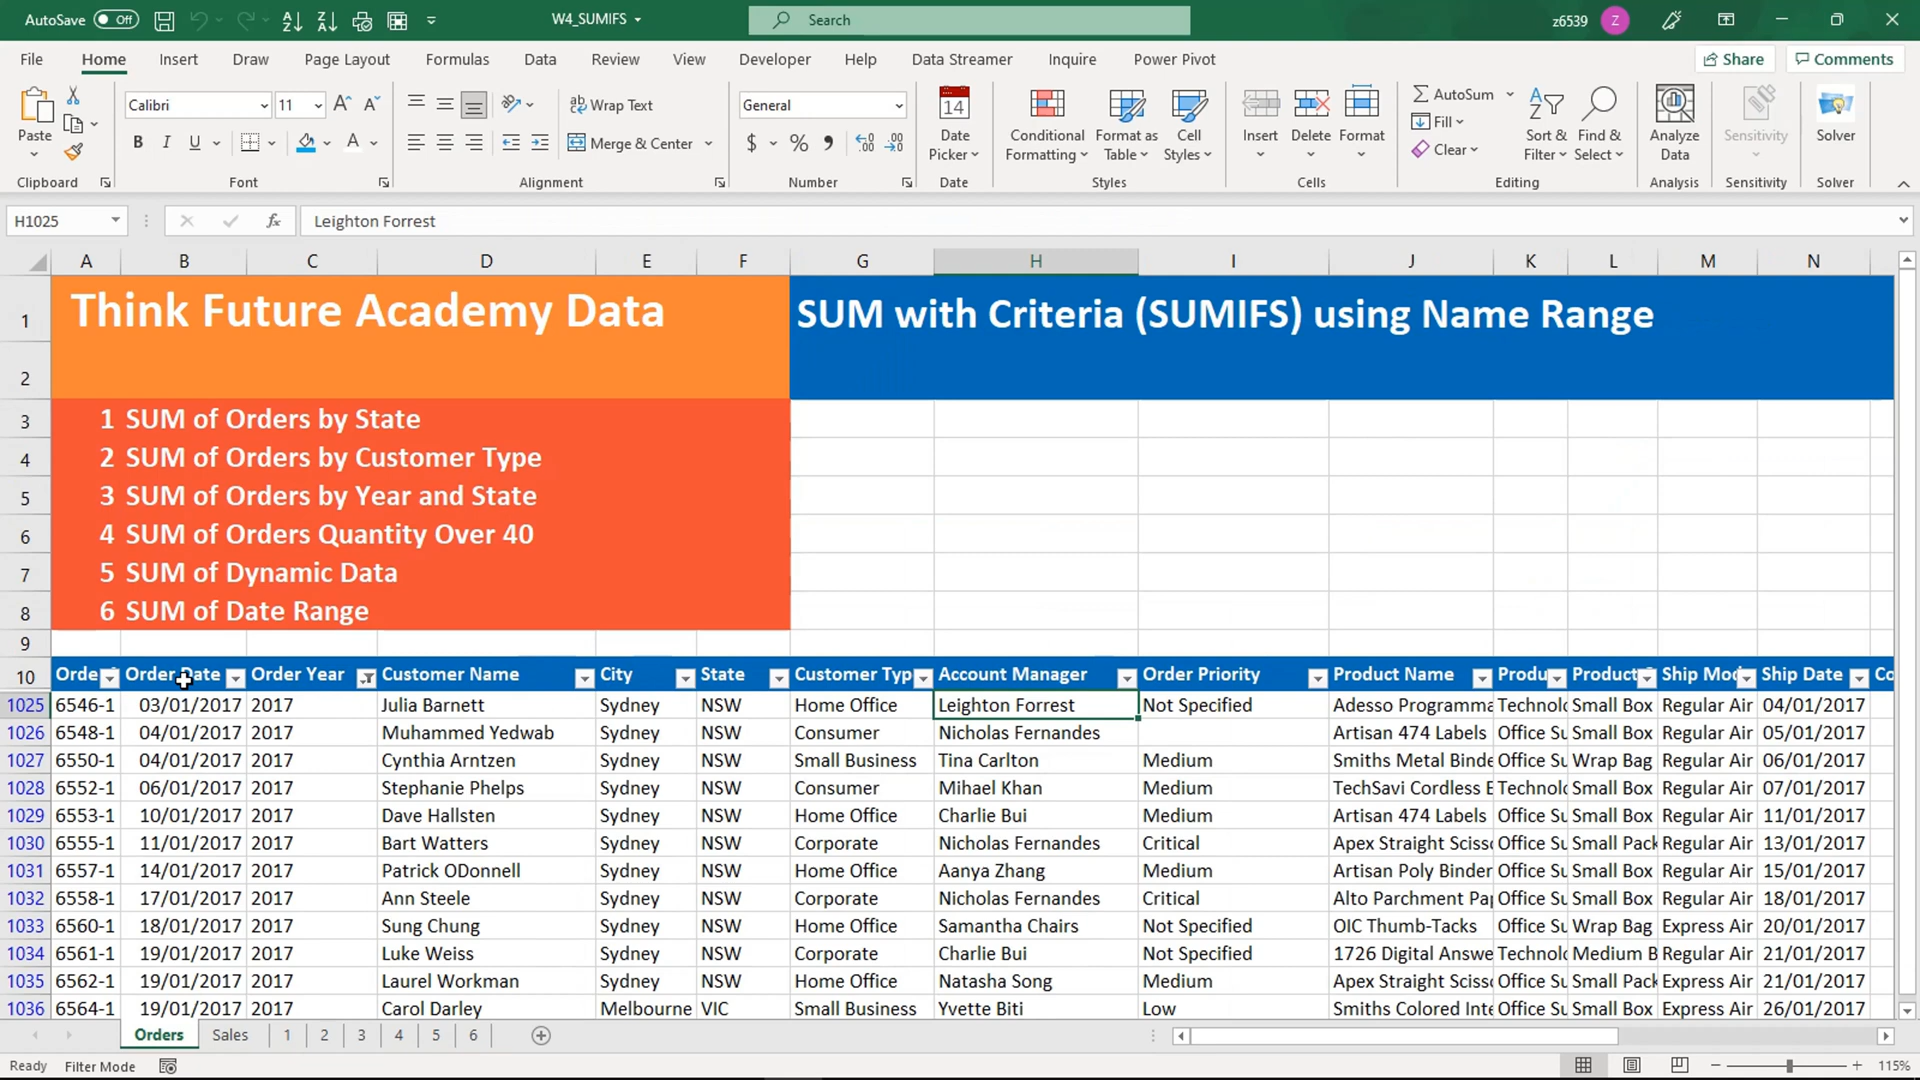 AutoSave Off W4_SUMIFS Search z6539 Z
File Home Insert Draw Page Layout Formulas Data Review View Developer Help Data Streamer Inquire Power Pivot Share Comments
Paste Calibri 11 Wrap Text General Date Picker Conditional Formatting Format as Table Cell Styles Insert Delete Format AutoSum Fill Clear Sort & Filter Find & Select Analyze Data Sensitivity Solver
B I U A Merge & Center $ % 14
Clipboard Font Alignment Number Date Styles Cells Editing Analysis Sensitivity Solver
H1025 fx Leighton Forrest
A B C D E F G H I J K L M N
1 Think Future Academy Data SUM with Criteria (SUMIFS) using Name Range
2
3 1 SUM of Orders by State
4 2 SUM of Orders by Customer Type
5 3 SUM of Orders by Year and State
6 4 SUM of Orders Quantity Over 40
7 5 SUM of Dynamic Data
8 6 SUM of Date Range
9
10 Orde Order Date Order Year Customer Name City State Customer Typ Account Manager Order Priority Product Name Produ Product Ship Mo Ship Date Co
1025 6546-1 03/01/2017 2017 Julia Barnett Sydney NSW Home Office Leighton Forrest Not Specified Adesso Programma Technolo Small Box Regular Air 04/01/2017
1026 6548-1 04/01/2017 2017 Muhammed Yedwab Sydney NSW Consumer Nicholas Fernandes Artisan 474 Labels Office Su Small Box Regular Air 05/01/2017
1027 6550-1 04/01/2017 2017 Cynthia Arntzen Sydney NSW Small Business Tina Carlton Medium Smiths Metal Binde Office Su Wrap Bag Regular Air 06/01/2017
1028 6552-1 06/01/2017 2017 Stephanie Phelps Sydney NSW Consumer Mihael Khan Medium TechSavi Cordless E Technolo Small Box Regular Air 07/01/2017
1029 6553-1 10/01/2017 2017 Dave Hallsten Sydney NSW Home Office Charlie Bui Medium Artisan 474 Labels Office Su Small Box Regular Air 11/01/2017
1030 6555-1 11/01/2017 2017 Bart Watters Sydney NSW Corporate Nicholas Fernandes Critical Apex Straight Scisso Office Su Small Pack Regular Air 13/01/2017
1031 6557-1 14/01/2017 2017 Patrick ODonnell Sydney NSW Home Office Aanya Zhang Medium Artisan Poly Binder Office Su Small Box Regular Air 15/01/2017
1032 6558-1 17/01/2017 2017 Ann Steele Sydney NSW Corporate Nicholas Fernandes Critical Alto Parchment Pap Office Su Small Box Regular Air 18/01/2017
1033 6560-1 18/01/2017 2017 Sung Chung Sydney NSW Home Office Samantha Chairs Not Specified OIC Thumb-Tacks Office Su Wrap Bag Express Air 20/01/2017
1034 6561-1 19/01/2017 2017 Luke Weiss Sydney NSW Corporate Charlie Bui Not Specified 1726 Digital Answe Technolo Medium B Regular Air 21/01/2017
1035 6562-1 19/01/2017 2017 Laurel Workman Sydney NSW Home Office Natasha Song Medium Apex Straight Scisso Office Su Small Pack Express Air 21/01/2017
1036 6564-1 19/01/2017 2017 Carol Darley Melbourne VIC Small Business Yvette Biti Low Smiths Colored Inte Office Su Small Box Regular Air 26/01/2017
Orders Sales 1 2 3 4 5 6
Ready Filter Mode 115%